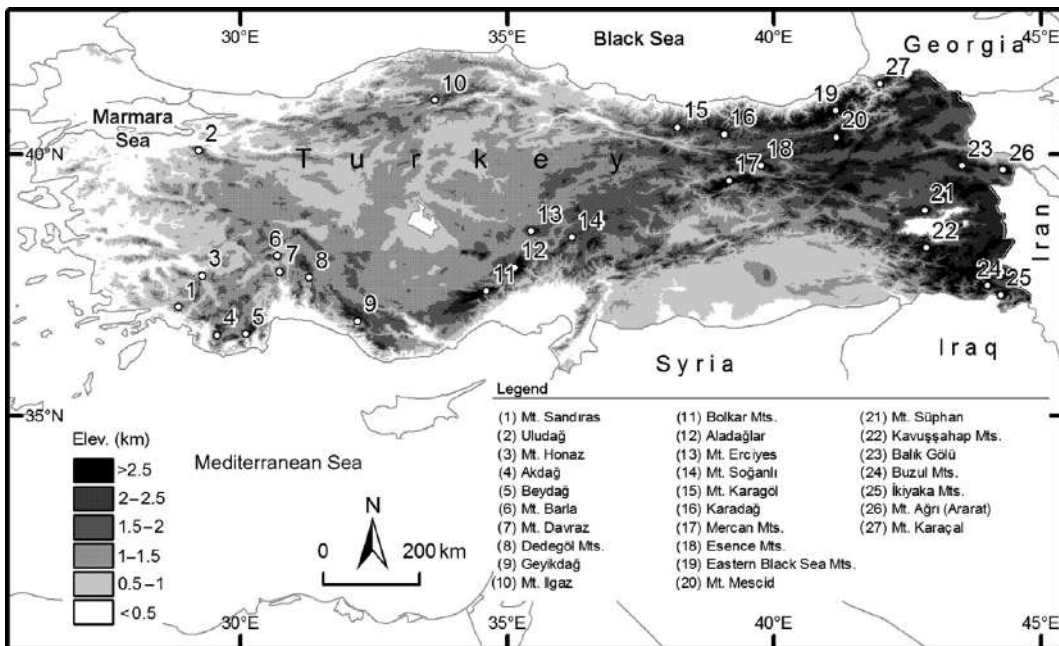 30°E 35°E 40°E 45°E
Black Sea
Georgia
27
10
19
15
16
20
Marmara
Sea
2
40°N
Turkey
18
17
23
26
21
Iran
13
14
22
12
6
7
3
8
11
24
25
1
9
4
5
Iraq
Syria
35°N
Mediterranean Sea
Elev. (km)
>2.5
2–2.5
1.5–2
1–1.5
0.5–1
<0.5
N
0 200 km
Legend
(1) Mt. Sandıras
(2) Uludağ
(3) Mt. Honaz
(4) Akdağ
(5) Beydağ
(6) Mt. Barla
(7) Mt. Davraz
(8) Dedegöl Mts.
(9) Geyikdağ
(10) Mt. Ilgaz
(11) Bolkar Mts.
(12) Aladağlar
(13) Mt. Erciyes
(14) Mt. Soğanlı
(15) Mt. Karagöl
(16) Karadağ
(17) Mercan Mts.
(18) Esence Mts.
(19) Eastern Black Sea Mts.
(20) Mt. Mescid
(21) Mt. Süphan
(22) Kavuşşahap Mts.
(23) Balık Gölü
(24) Buzul Mts.
(25) İkiyaka Mts.
(26) Mt. Ağrı (Ararat)
(27) Mt. Karaçal
30°E 35°E 40°E 45°E